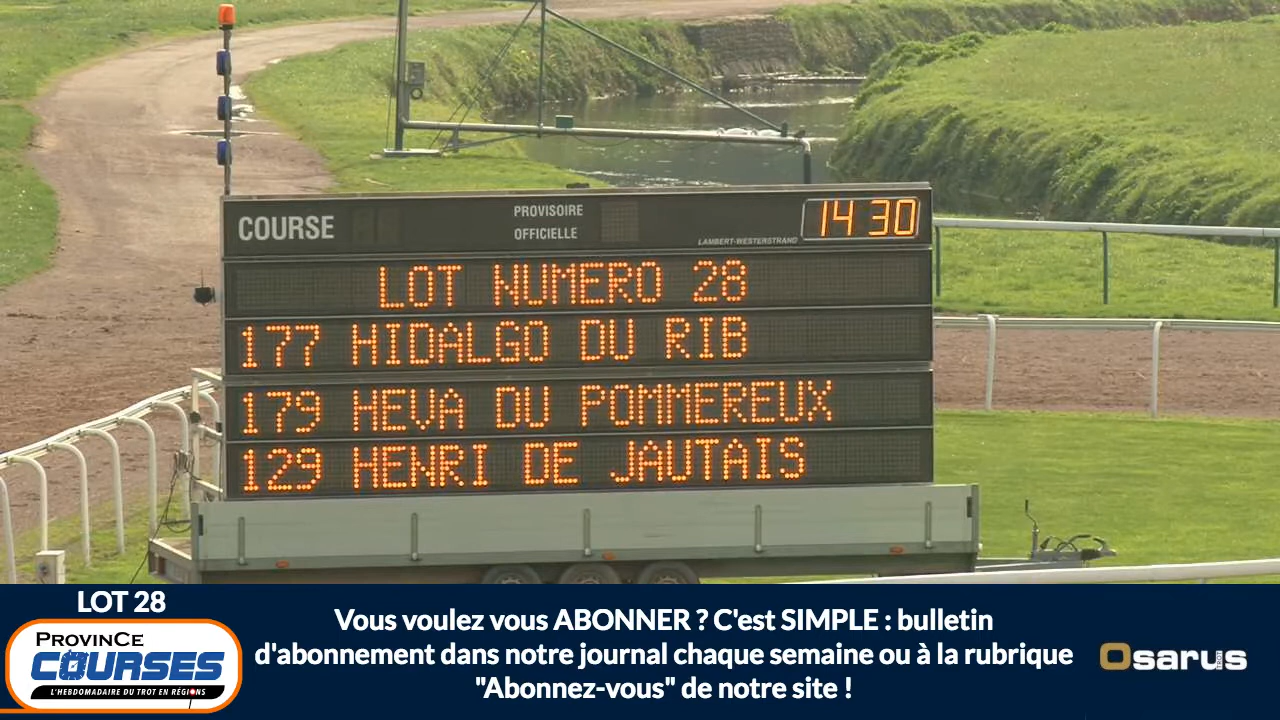 COURSE
PROVISOIRE
OFFICIELLE
14 30
LAMBERT-WESTERSTRAND
LOT NUMERO 28
177 HIDALGO DU RIB
179 HEVA DU POMMEREUX
129 HENRI DE JAUTAIS
LOT 28
PROVINCE
COURSES
L'HEBDOMADAIRE DU TROT EN RÉGIONS
Vous voulez vous ABONNER ? C'est SIMPLE : bulletin
d'abonnement dans notre journal chaque semaine ou à la rubrique
"Abonnez-vous" de notre site !
Osarus